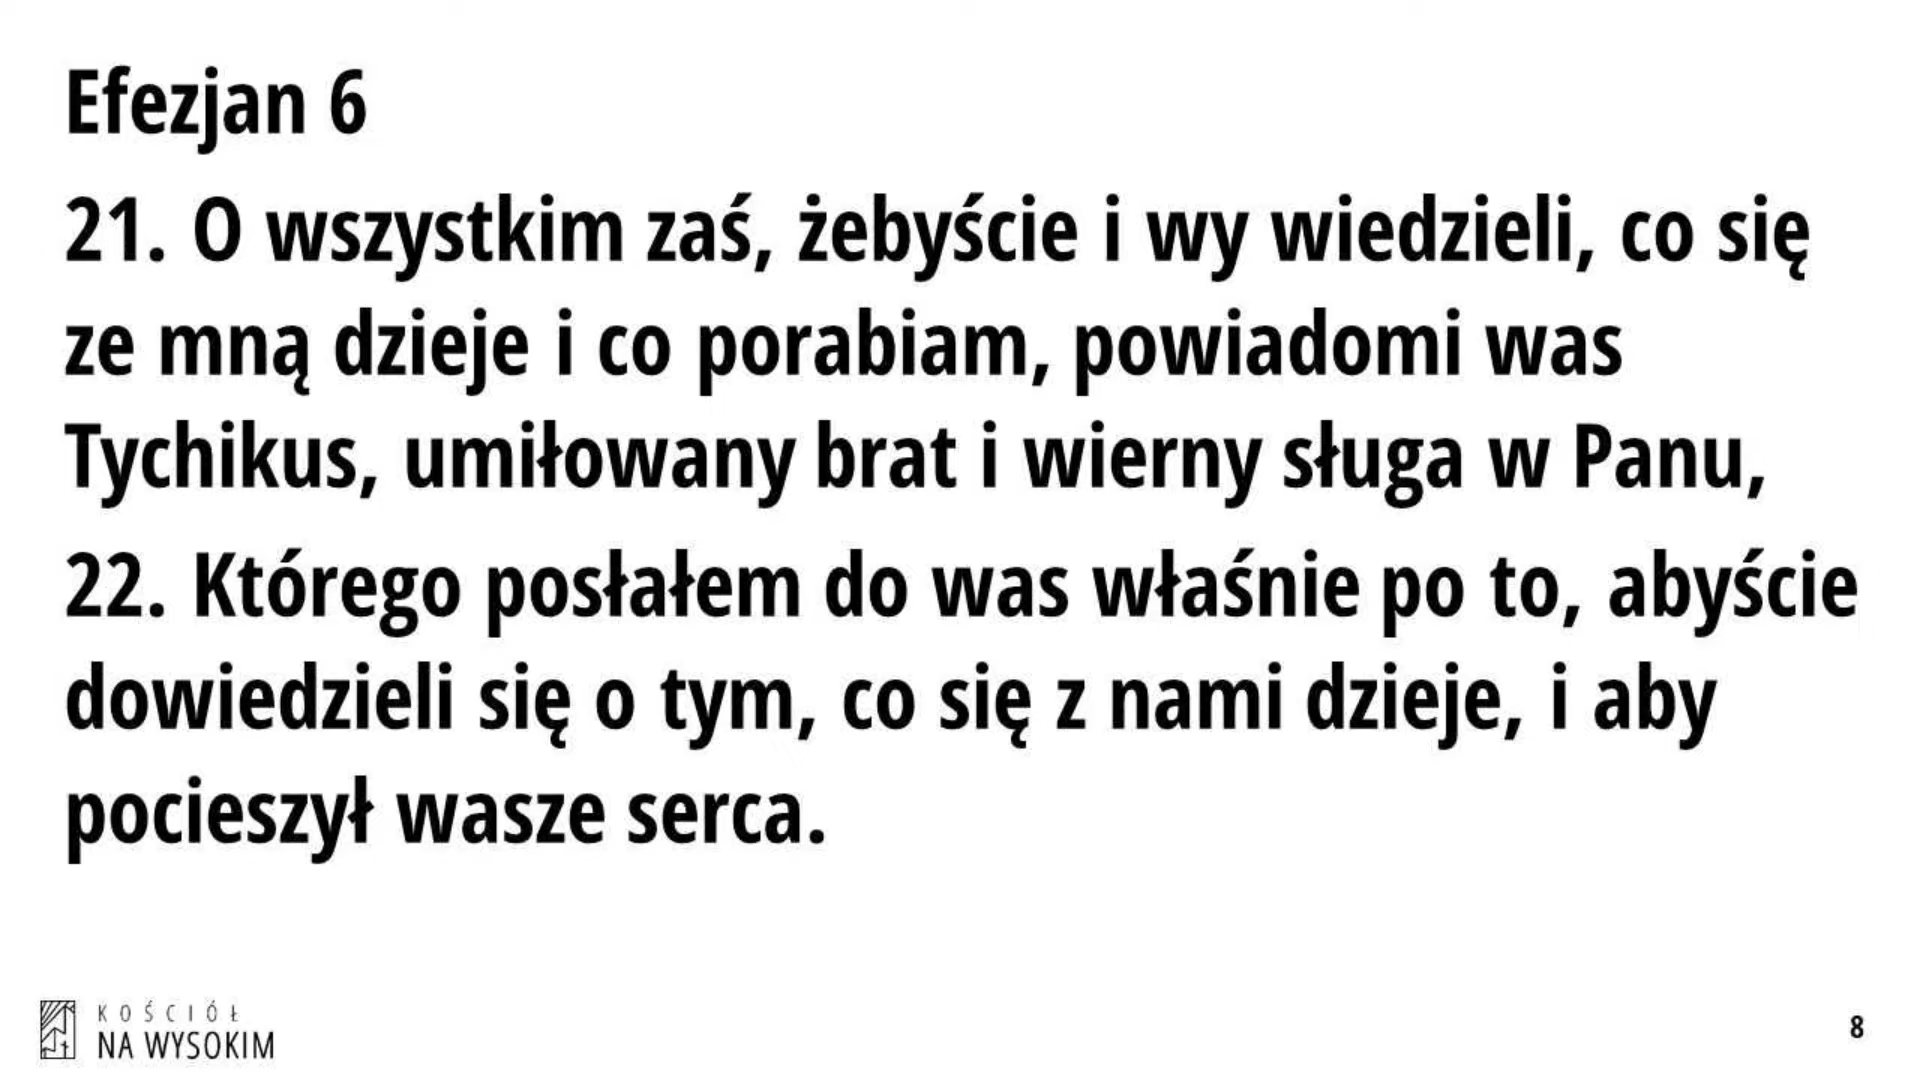 Efezjan 6
21. O wszystkim zaś, żebyście i wy wiedzieli, co się
ze mną dzieje i co porabiam, powiadomi was
Tychikus, umiłowany brat i wierny sługa w Panu,
22. Którego posłałem do was właśnie po to, abyście
dowiedzieli się o tym, co się z nami dzieje, i aby
pocieszył wasze serca.
KOŚCIÓŁ
NA WYSOKIM
8